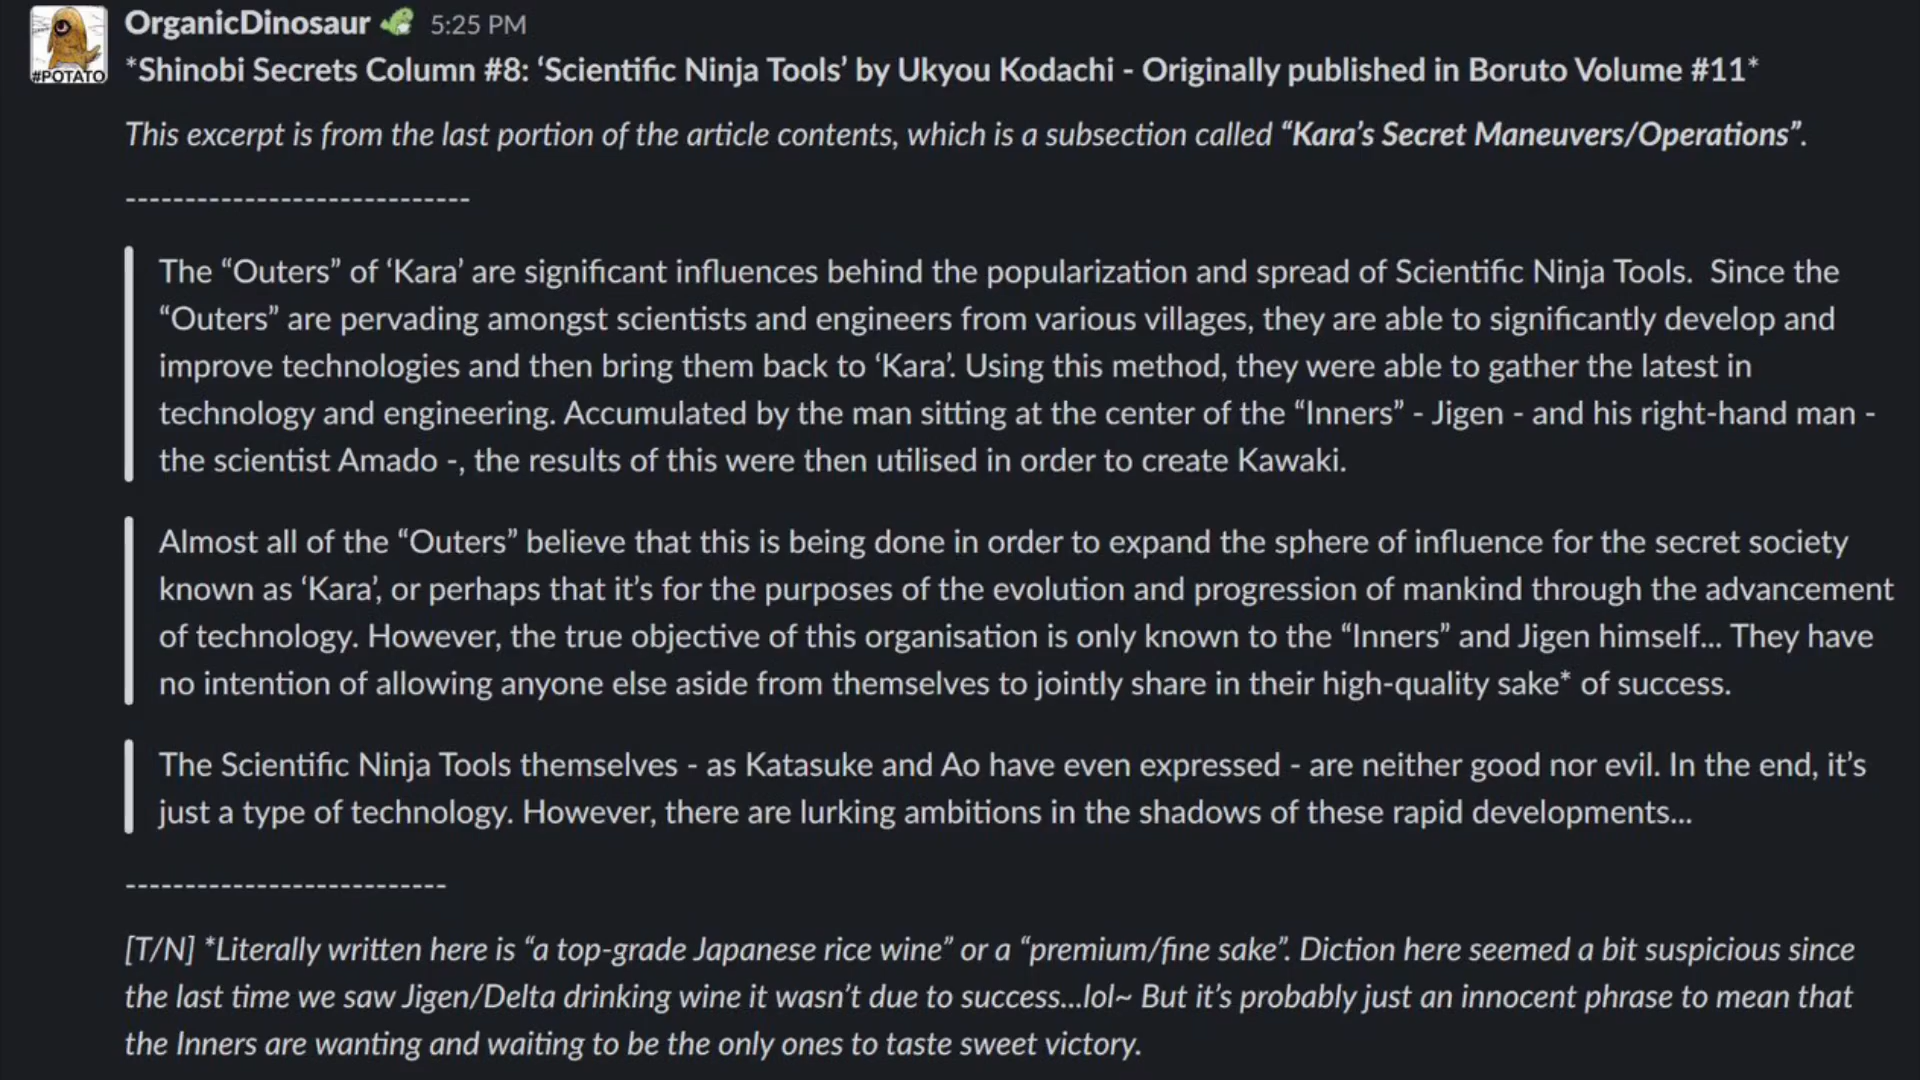 OrganicDinosaur 5:25 PM
#POTATO
*Shinobi Secrets Column #8: ‘Scientific Ninja Tools’ by Ukyou Kodachi - Originally published in Boruto Volume #11*
This excerpt is from the last portion of the article contents, which is a subsection called “Kara’s Secret Maneuvers/Operations”.
-----------------------------
The “Outers” of ‘Kara’ are significant influences behind the popularization and spread of Scientific Ninja Tools.  Since the
“Outers” are pervading amongst scientists and engineers from various villages, they are able to significantly develop and
improve technologies and then bring them back to ‘Kara’. Using this method, they were able to gather the latest in
technology and engineering. Accumulated by the man sitting at the center of the “Inners” - Jigen - and his right-hand man -
the scientist Amado -, the results of this were then utilised in order to create Kawaki.
Almost all of the “Outers” believe that this is being done in order to expand the sphere of influence for the secret society
known as ‘Kara’, or perhaps that it’s for the purposes of the evolution and progression of mankind through the advancement
of technology. However, the true objective of this organisation is only known to the “Inners” and Jigen himself... They have
no intention of allowing anyone else aside from themselves to jointly share in their high-quality sake* of success.
The Scientific Ninja Tools themselves - as Katasuke and Ao have even expressed - are neither good nor evil. In the end, it’s
just a type of technology. However, there are lurking ambitions in the shadows of these rapid developments...
---------------------------
[T/N] *Literally written here is “a top-grade Japanese rice wine” or a “premium/fine sake”. Diction here seemed a bit suspicious since
the last time we saw Jigen/Delta drinking wine it wasn’t due to success...lol~ But it’s probably just an innocent phrase to mean that
the Inners are wanting and waiting to be the only ones to taste sweet victory.